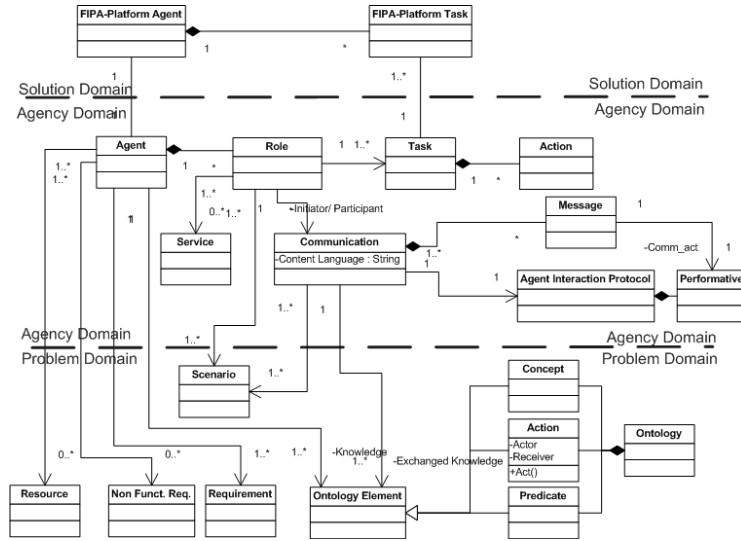 FIPA-Platform Agent
FIPA-Platform Task
1
*
1
1..*
Solution Domain
Solution Domain
Agency Domain
Agency Domain
1
1
Agent
Role
Task
Action
1
*
1
1..*
1
*
1..*
1..*
1..*
0..*
1..*
1
-Initiator/ Participant
1
1
Service
Communication
-Content Language : String
Message
1
*
1..*
-Comm_act
1
1
1
Agent Interaction Protocol
Performative
1..*
1
Agency Domain
Agency Domain
Problem Domain
Problem Domain
1..*
Scenario
1..*
Concept
Action
-Actor
-Receiver
+Act()
Ontology
0..*
0..*
1..*
1..*
-Knowledge
1..*
-Exchanged Knowledge
Resource
Non Funct. Req.
Requirement
Ontology Element
Predicate